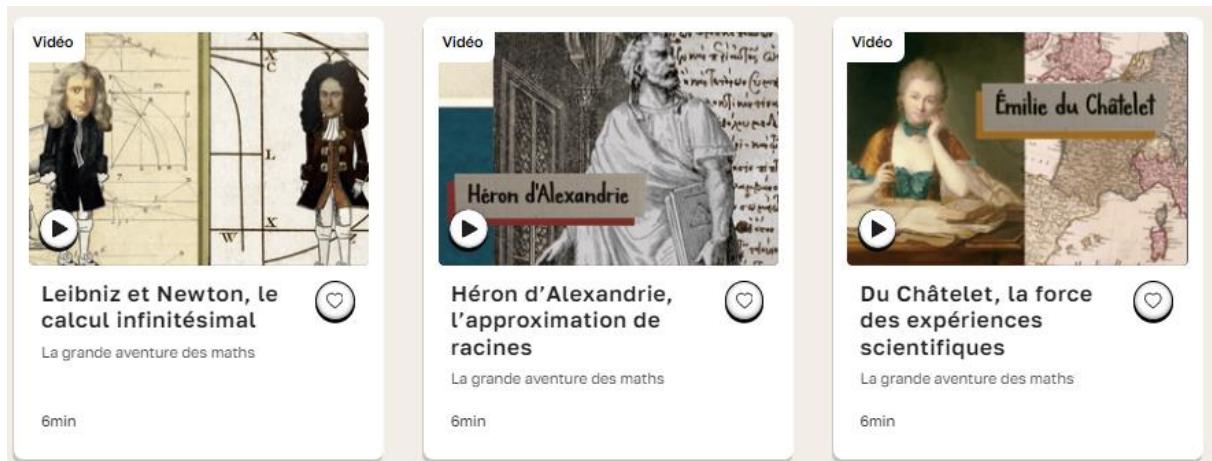 Vidéo
A
X
C
L
X
W
7.
Leibniz et Newton, le
calcul infinitésimal
La grande aventure des maths
6min
Vidéo
Héron d'Alexandrie
Héron d’Alexandrie,
l’approximation de
racines
La grande aventure des maths
6min
Vidéo
Émilie du Châtelet
Du Châtelet, la force
des expériences
scientifiques
La grande aventure des maths
6min